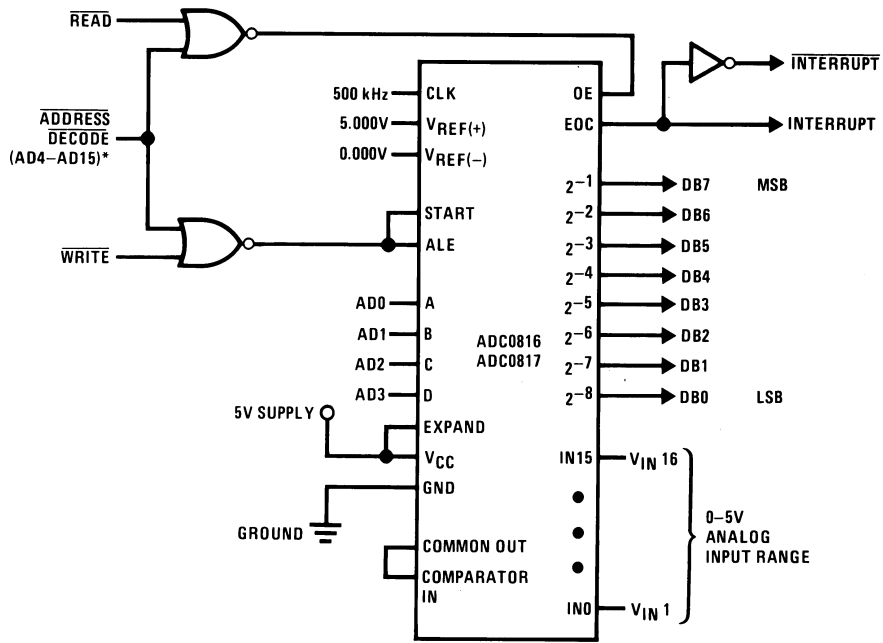 READ
ADDRESS
DECODE
(AD4–AD15)*
WRITE
INTERRUPT
INTERRUPT
500 kHz
CLK
OE
5.000V
VREF(+)
EOC
0.000V
VREF(−)
2−1
DB7
MSB
START
2−2
DB6
ALE
2−3
DB5
2−4
DB4
AD0
A
2−5
DB3
AD1
B
ADC0816
2−6
DB2
AD2
C
ADC0817
2−7
DB1
AD3
D
2−8
DB0
LSB
5V SUPPLY
EXPAND
VCC
IN15
VIN 16
GND
GROUND
0–5V
ANALOG
INPUT RANGE
COMMON OUT
COMPARATOR
IN
IN0
VIN 1